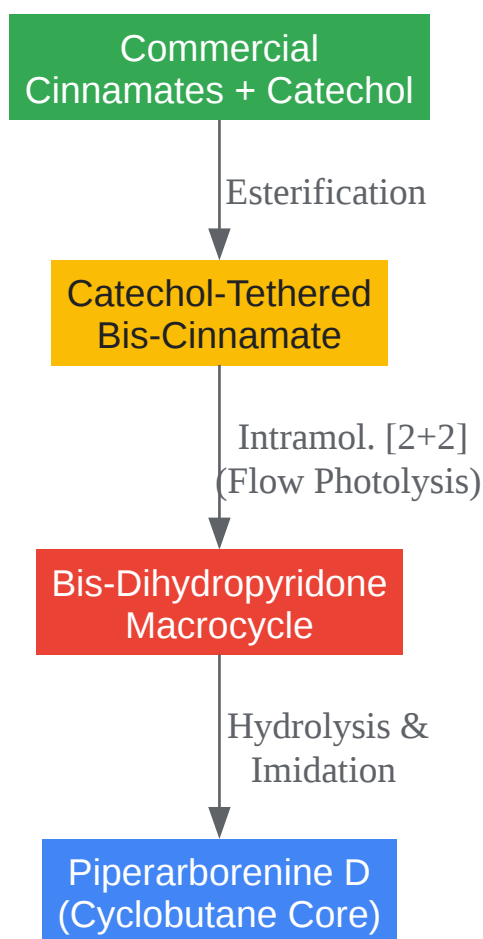 Commercial
Cinnamates + Catechol
Esterification
Catechol-Tethered
Bis-Cinnamate
Intramol. [2+2]
(Flow Photolysis)
Bis-Dihydropyridone
Macrocycle
Hydrolysis &
Imidation
Piperarborenine D
(Cyclobutane Core)